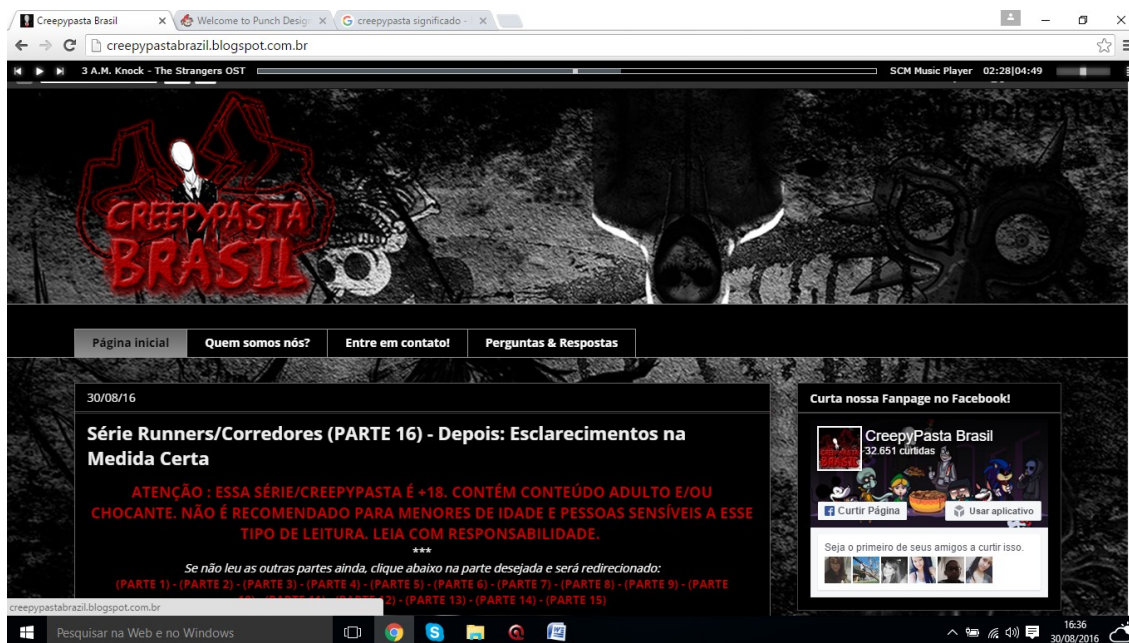 Creepypasta Brasil
Welcome to Punch Design
creepypasta significado -
creepypastabrazil.blogspot.com.br
3 A.M. Knock - The Strangers OST
SCM Music Player 02:28|04:49
CREEPYPASTA
BRASIL
Página inicial
Quem somos nós?
Entre em contato!
Perguntas & Respostas
30/08/16
Série Runners/Corredores (PARTE 16) - Depois: Esclarecimentos na
Medida Certa
ATENÇÃO : ESSA SÉRIE/CREEPYPASTA É +18. CONTÉM CONTEÚDO ADULTO E/OU
CHOCANTE. NÃO É RECOMENDADO PARA MENORES DE IDADE E PESSOAS SENSÍVEIS A ESSE
TIPO DE LEITURA. LEIA COM RESPONSABILIDADE.
***
Se não leu as outras partes ainda, clique abaixo na parte desejada e será redirecionado:
(PARTE 1) - (PARTE 2) - (PARTE 3) - (PARTE 4) - (PARTE 5) - (PARTE 6) - (PARTE 7) - (PARTE 8) - (PARTE 9) - (PARTE
12) - (PARTE 13) - (PARTE 14) - (PARTE 15)
Curta nossa Fanpage no Facebook!
CreepyPasta Brasil
32.651 curtidas
Curtir Página
Usar aplicativo
Seja o primeiro de seus amigos a curtir isso.
creepypastabrazil.blogspot.com.br
Pesquisar na Web e no Windows
16:36
30/08/2016